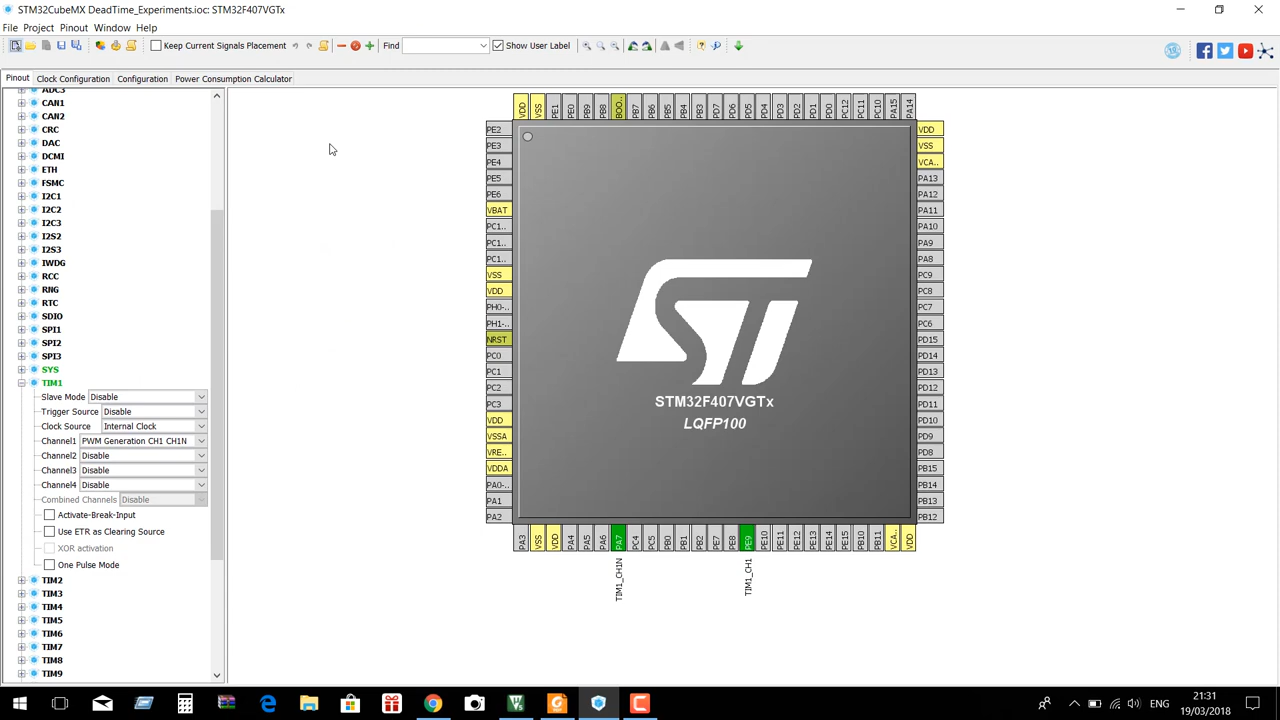 STM32CubeMX DeadTime_Experiments.ioc: STM32F407VGTx
File Project Pinout Window Help
Keep Current Signals Placement Find Show User Label
Pinout Clock Configuration Configuration Power Consumption Calculator
ADC3
CAN1
CAN2
CRC
DAC
DCMI
ETH
FSMC
I2C1
I2C2
I2C3
I2S2
I2S3
IWDG
RCC
RNG
RTC
SDIO
SPI1
SPI2
SPI3
SYS
TIM1
Slave Mode Disable
Trigger Source Disable
Clock Source Internal Clock
Channel1 PWM Generation CH1 CH1N
Channel2 Disable
Channel3 Disable
Channel4 Disable
Combined Channels Disable
Activate-Break-Input
Use ETR as Clearing Source
XOR activation
One Pulse Mode
TIM2
TIM3
TIM4
TIM5
TIM6
TIM7
TIM8
TIM9
VDD VSS PE1 PE0 PB9 PB8 BOO.. PB7 PB6 PB5 PB4 PB3 PD7 PD6 PD5 PD4 PD3 PD2 PD1 PD0 PC12 PC11 PC10 PA15 PA14
PE2
PE3
PE4
PE5
PE6
VBAT
PC1..
PC1..
PC1..
VSS
VDD
PH0-..
PH1-..
NRST
PC0
PC1
PC2
PC3
VDD
VSSA
VRE..
VDDA
PA0-..
PA1
PA2
ST
STM32F407VGTx
LQFP100
VDD
VSS
VCA..
PA13
PA12
PA11
PA10
PA9
PA8
PC9
PC8
PC7
PC6
PD15
PD14
PD13
PD12
PD11
PD10
PD9
PD8
PB15
PB14
PB13
PB12
PA3 VSS VDD PA4 PA5 PA6 PA7 PC4 PC5 PB0 PB1 PB2 PE7 PE8 PE9 PE10 PE11 PE12 PE13 PE14 PE15 PB10 PB11 VCA.. VDD
TIM1_CH1N TIM1_CH1
ENG
21:31
19/03/2018